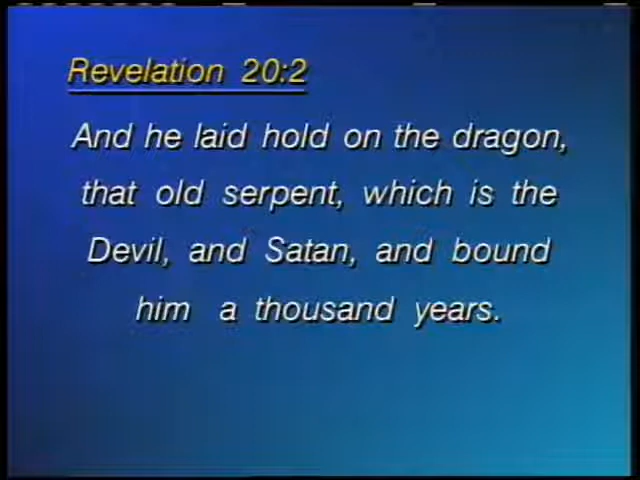 Revelation 20:2
And he laid hold on the dragon,
that old serpent, which is the
Devil, and Satan, and bound
him a thousand years.